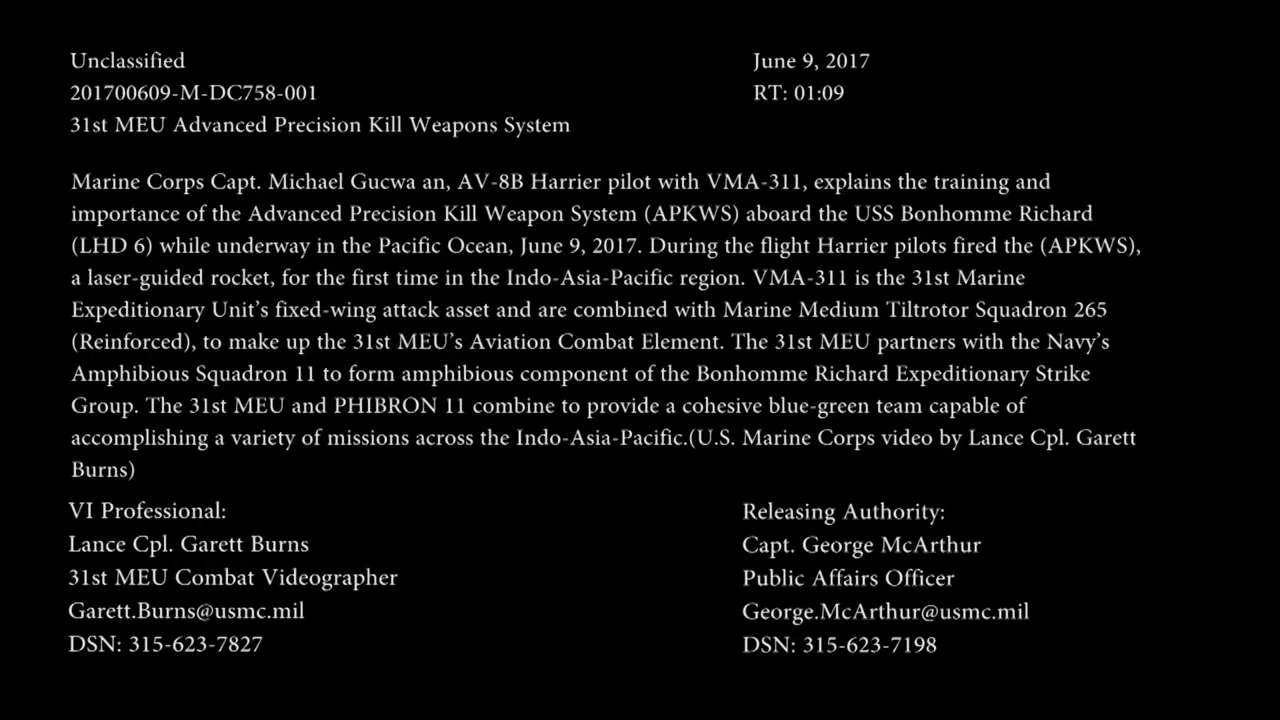 Unclassified
June 9, 2017
201700609-M-DC758-001
RT: 01:09
31st MEU Advanced Precision Kill Weapons System
Marine Corps Capt. Michael Gucwa an, AV-8B Harrier pilot with VMA-311, explains the training and
importance of the Advanced Precision Kill Weapon System (APKWS) aboard the USS Bonhomme Richard
(LHD 6) while underway in the Pacific Ocean, June 9, 2017. During the flight Harrier pilots fired the (APKWS),
a laser-guided rocket, for the first time in the Indo-Asia-Pacific region. VMA-311 is the 31st Marine
Expeditionary Unit’s fixed-wing attack asset and are combined with Marine Medium Tiltrotor Squadron 265
(Reinforced), to make up the 31st MEU’s Aviation Combat Element. The 31st MEU partners with the Navy’s
Amphibious Squadron 11 to form amphibious component of the Bonhomme Richard Expeditionary Strike
Group. The 31st MEU and PHIBRON 11 combine to provide a cohesive blue-green team capable of
accomplishing a variety of missions across the Indo-Asia-Pacific.(U.S. Marine Corps video by Lance Cpl. Garett
Burns)
VI Professional:
Lance Cpl. Garett Burns
31st MEU Combat Videographer
Garett.Burns@usmc.mil
DSN: 315-623-7827
Releasing Authority:
Capt. George McArthur
Public Affairs Officer
George.McArthur@usmc.mil
DSN: 315-623-7198